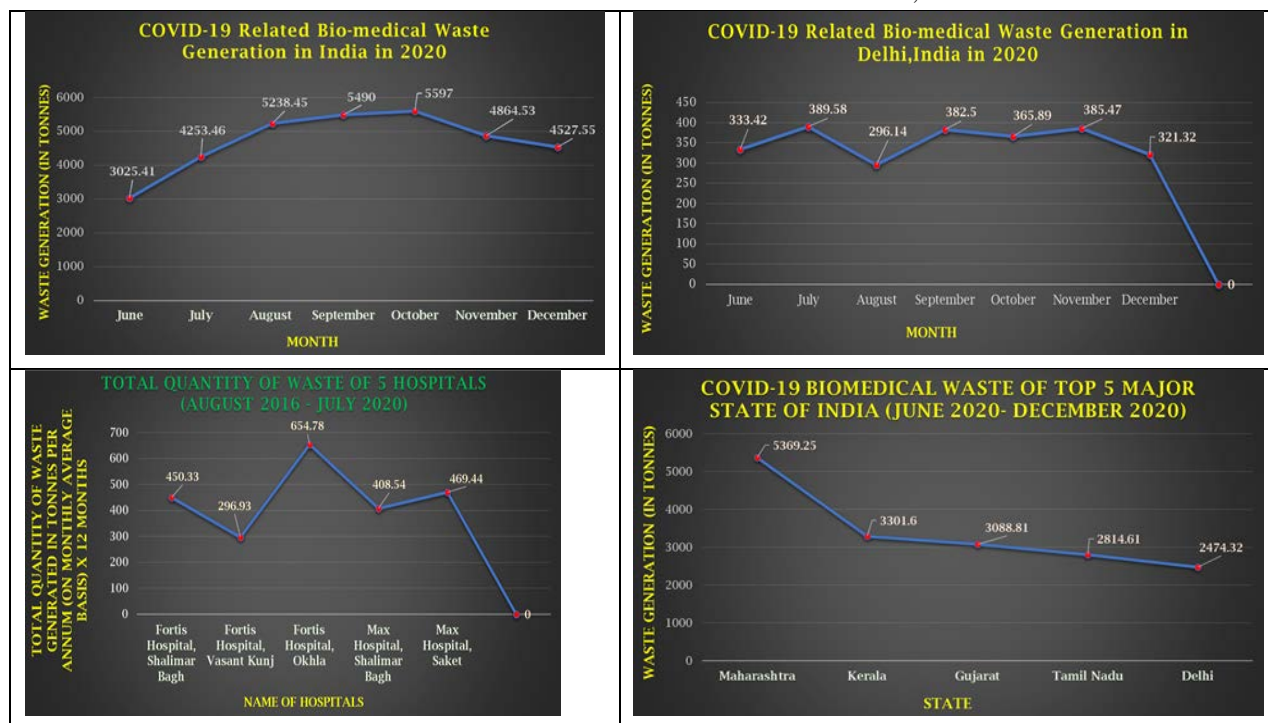 COVID-19 Related Bio-medical Waste
Generation in India in 2020
WASTE GENERATION (IN TONNES)
6000
5000
4000
3000
2000
1000
0
3025.41
4253.46
5238.45
5490
5597
4864.53
4527.55
June July August September October November December
MONTH
COVID-19 Related Bio-medical Waste Generation in
Delhi,India in 2020
WASTE GENERATION (IN TONNES)
450
400
350
300
250
200
150
100
50
0
333.42
389.58
296.14
382.5
365.89
385.47
321.32
0
June July August September October November December
MONTH
TOTAL QUANTITY OF WASTE OF 5 HOSPITALS
(AUGUST 2016 - JULY 2020)
TOTAL QUANTITY OF WASTE
GENERATED IN TONNES PER
ANNUM (ON MONTHLY AVERAGE
BASIS) X 12 MONTHS
700
600
500
400
300
200
100
0
450.33
296.93
654.78
408.54
469.44
0
Fortis
Hospital,
Shalimar
Bagh
Fortis
Hospital,
Vasant Kunj
Fortis
Hospital,
Okhla
Max
Hospital,
Shalimar
Bagh
Max
Hospital,
Saket
NAME OF HOSPITALS
COVID-19 BIOMEDICAL WASTE OF TOP 5 MAJOR
STATE OF INDIA (JUNE 2020- DECEMBER 2020)
WASTE GENERATION (IN TONNES)
6000
5000
4000
3000
2000
1000
0
5369.25
3301.6
3088.81
2814.61
2474.32
Maharashtra Kerala Gujarat Tamil Nadu Delhi
STATE